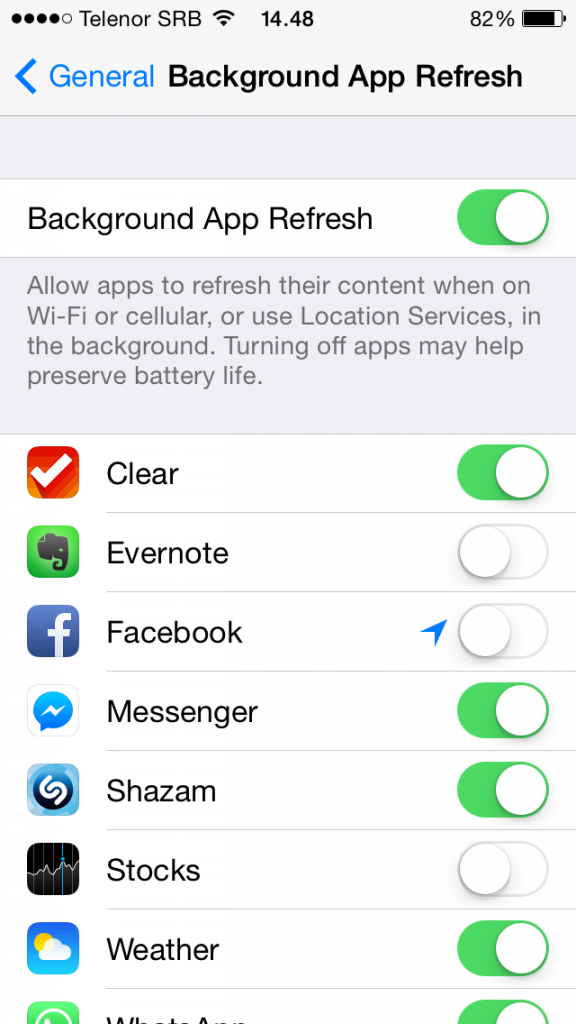 Telenor SRB 14.48 82%
General Background App Refresh
Background App Refresh
Allow apps to refresh their content when on
Wi-Fi or cellular, or use Location Services, in
the background. Turning off apps may help
preserve battery life.
Clear
Evernote
Facebook
Messenger
Shazam
Stocks
Weather
WhatsApp